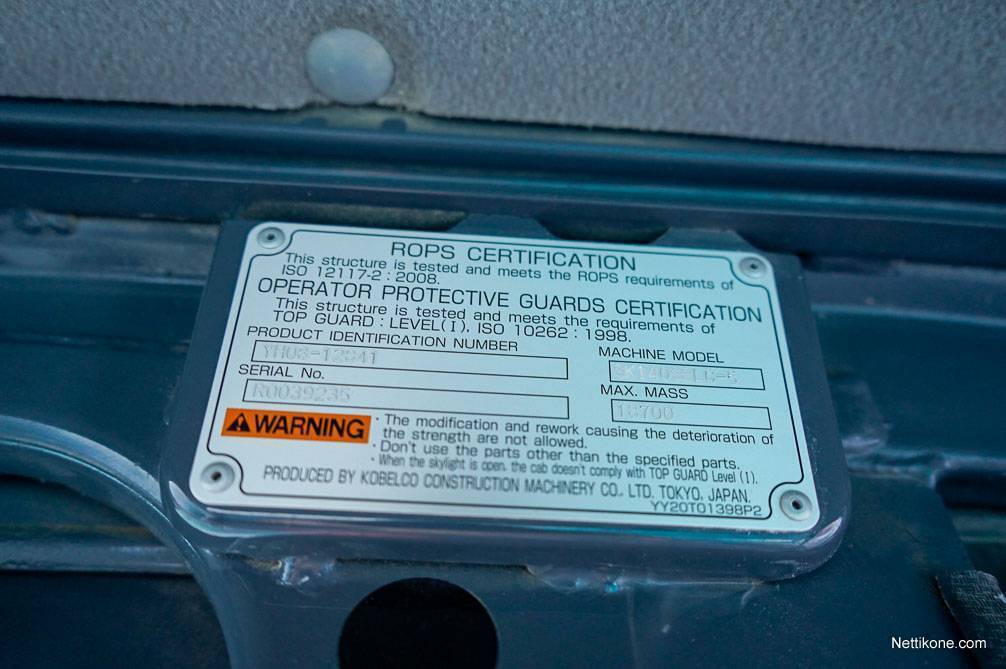 ROPS CERTIFICATION
This structure is tested and meets the ROPS requirements of
ISO 12117-2 : 2008.
OPERATOR PROTECTIVE GUARDS CERTIFICATION
This structure is tested and meets the requirements of
TOP GUARD : LEVEL(I). ISO 10262 : 1998.
PRODUCT IDENTIFICATION NUMBER
MACHINE MODEL
SERIAL No.
R0039235
MAX. MASS
16700
WARNING
· The modification and rework causing the deterioration of
the strength are not allowed.
· Don't use the parts other than the specified parts.
· When the skylight is open, the cab doesn't comply with TOP GUARD Level (I).
PRODUCED BY KOBELCO CONSTRUCTION MACHINERY CO., LTD. TOKYO, JAPAN.
YY20T01398P2
Nettikone.com